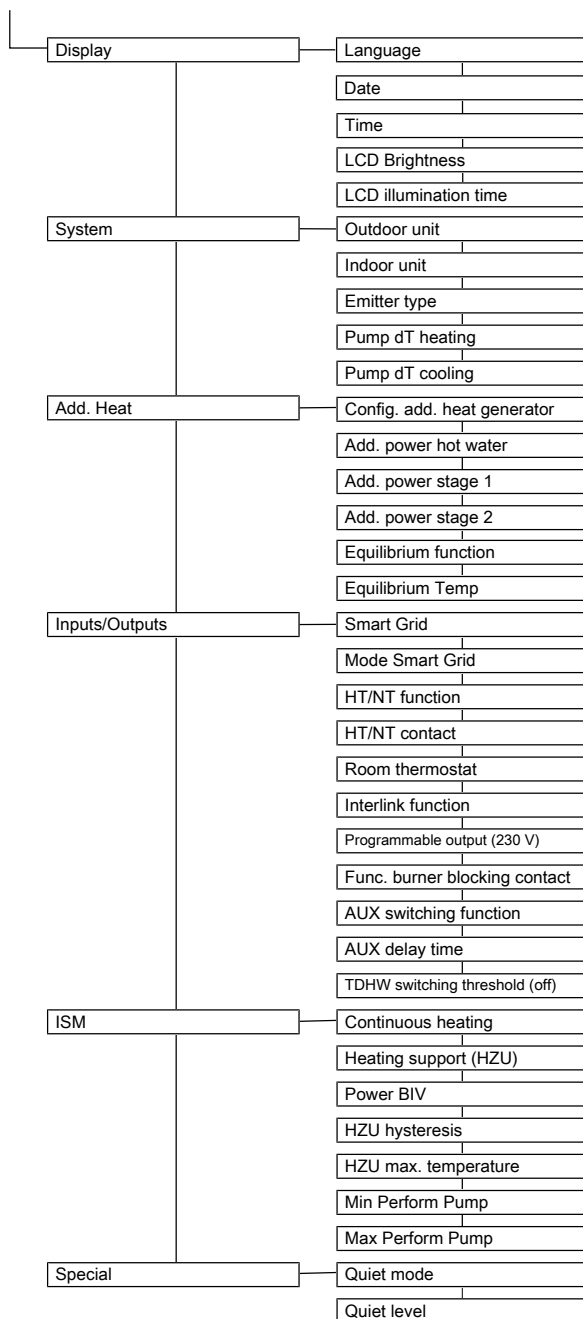 Display
Language
Date
Time
LCD Brightness
LCD illumination time
System
Outdoor unit
Indoor unit
Emitter type
Pump dT heating
Pump dT cooling
Add. Heat
Config. add. heat generator
Add. power hot water
Add. power stage 1
Add. power stage 2
Equilibrium function
Equilibrium Temp
Inputs/Outputs
Smart Grid
Mode Smart Grid
HT/NT function
HT/NT contact
Room thermostat
Interlink function
Programmable output (230 V)
Func. burner blocking contact
AUX switching function
AUX delay time
TDHW switching threshold (off)
ISM
Continuous heating
Heating support (HZU)
Power BIV
HZU hysteresis
HZU max. temperature
Min Perform Pump
Max Perform Pump
Special
Quiet mode
Quiet level